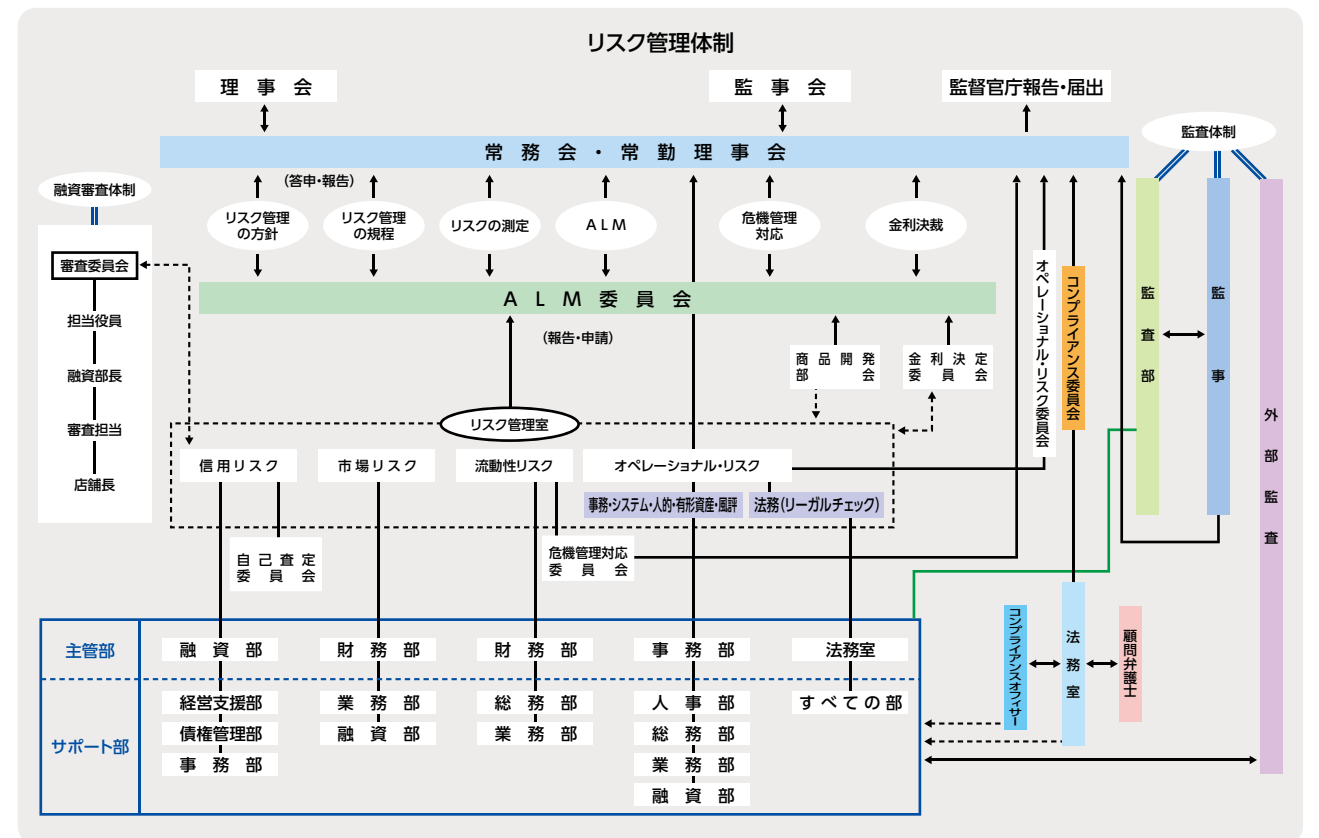 リスク管理体制
理事会
監事会
監督官庁報告・届出
監査体制
常務会・常勤理事会
(答申・報告)
融資審査体制
リスク管理
の方針
リスク管理
の規程
リスクの測定
ALM
危機管理
対応
金利決裁
審査委員会
担当役員
融資部長
審査担当
店舗長
ALM委員会
(報告・申請)
商品開発
部会
金利決定
委員会
オペレーショナル・リスク委員会
コンプライアンス委員会
監査部
監事
外部監査
リスク管理室
信用リスク
市場リスク
流動性リスク
オペレーショナル・リスク
事務・システム・人的・有形資産・風評
法務(リーガルチェック)
自己査定
委員会
危機管理対応
委員会
コンプライアンスオフィサー
法務室
顧問弁護士
主管部
融資部
財務部
財務部
事務部
法務室
サポート部
経営支援部
債権管理部
事務部
業務部
融資部
総務部
業務部
人事部
総務部
業務部
融資部
すべての部